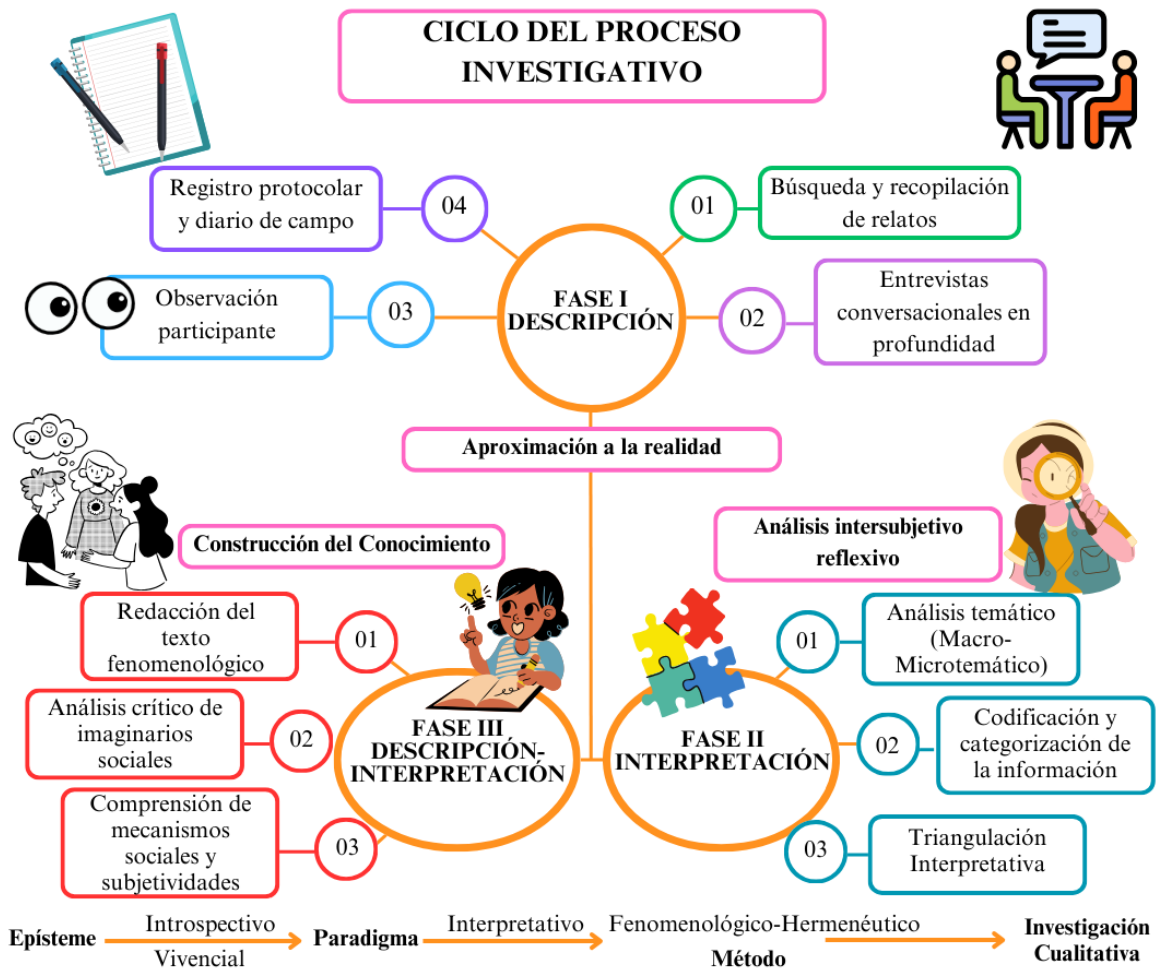 CICLO DEL PROCESO
INVESTIGATIVO
Registro protocolar
y diario de campo
04
01
Búsqueda y recopilación
de relatos
Observación
participante
03
FASE I
DESCRIPCIÓN
02
Entrevistas
conversacionales en
profundidad
Aproximación a la realidad
Construcción del Conocimiento
Análisis intersubjetivo
reflexivo
Redacción del
texto
fenomenológico
01
Análisis crítico de
imaginarios
sociales
02
Comprensión de
mecanismos
sociales y
subjetividades
03
FASE III
DESCRIPCIÓN-
INTERPRETACIÓN
FASE II
INTERPRETACIÓN
01
Análisis temático
(Macro-
Microtemático)
02
Codificación y
categorización de
la información
03
Triangulación
Interpretativa
Epísteme
Introspectivo
Vivencial
Paradigma
Interpretativo
Fenomenológico-Hermenéutico
Método
Investigación
Cualitativa